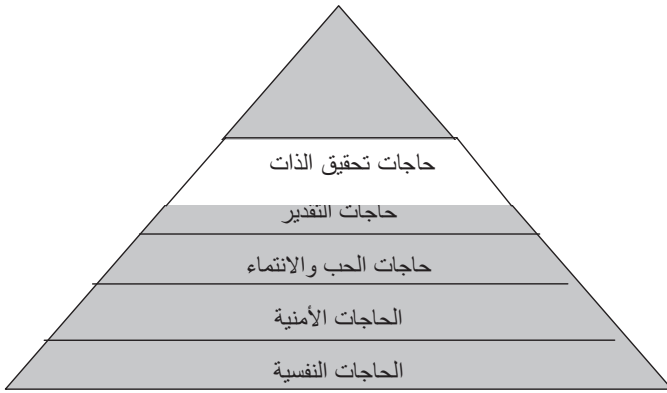 حاجات تحقيق الذات
حاجات التقدير
حاجات الحب والانتماء
الحاجات الأمنية
الحاجات النفسية